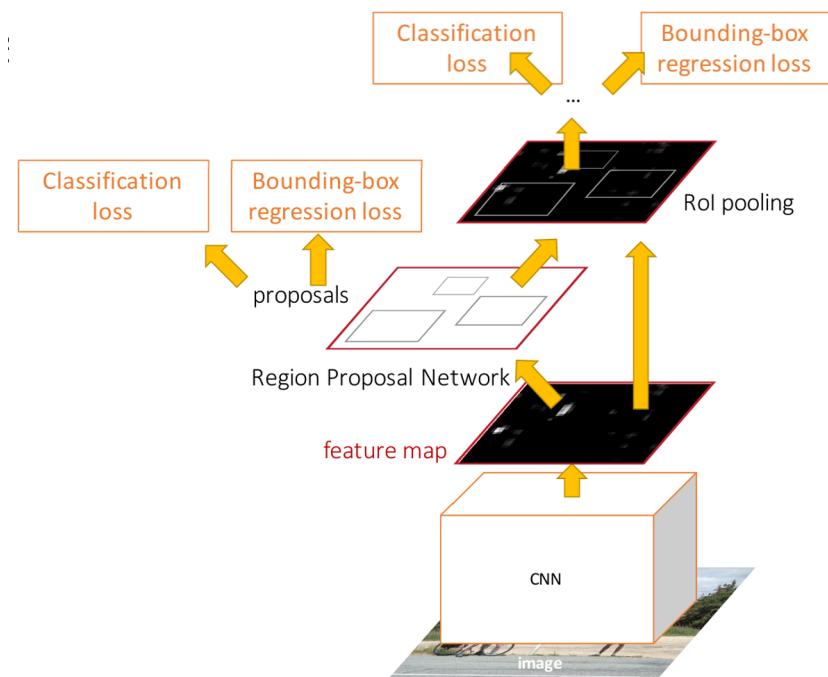 Classification
loss
Bounding-box
regression loss
...
Classification
loss
Bounding-box
regression loss
RoI pooling
proposals
Region Proposal Network
feature map
CNN
image